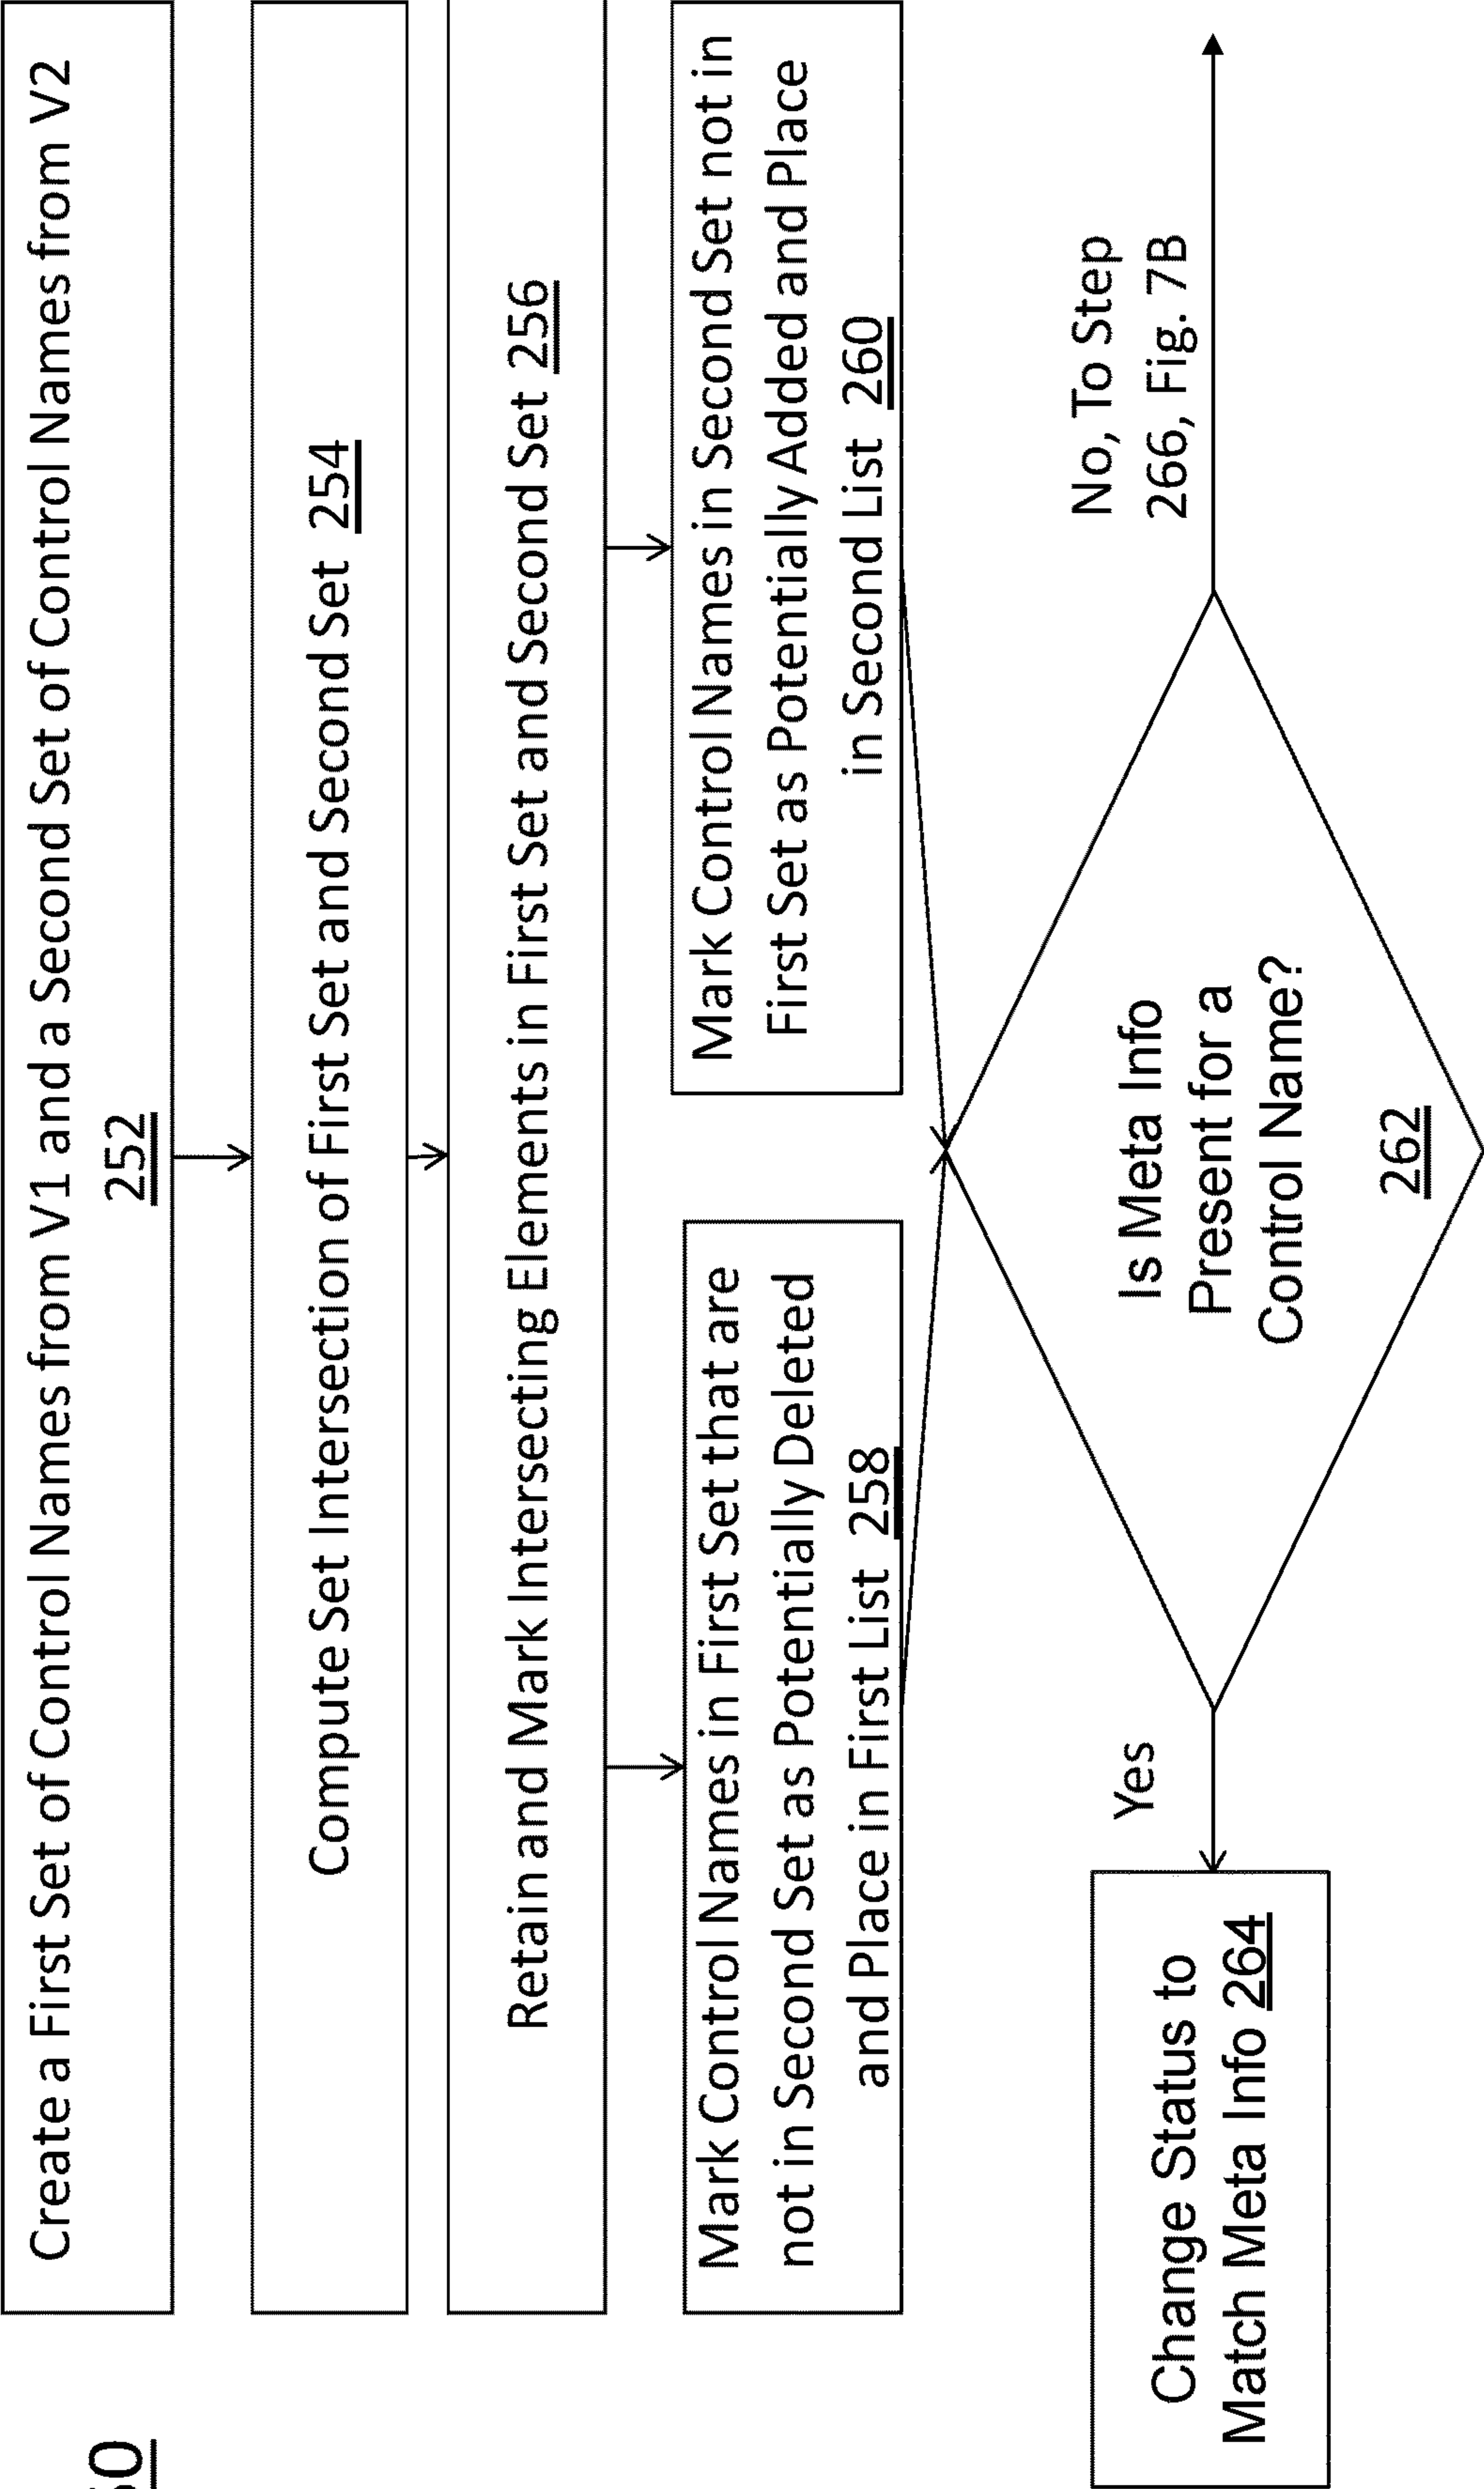 Create a First Set of Control Names from V1 and a Second Set of Control Names from V2
252
Compute Set Intersection of First Set and Second Set 254
Retain and Mark Intersecting Elements in First Set and Second Set 256
Mark Control Names in First Set that are
not in Second Set as Potentially Deleted
and Place in First List 258
Mark Control Names in Second Set not in
First Set as Potentially Added and Place
in Second List 260
Is Meta Info
Present for a
Control Name?
262
Yes
Change Status to
Match Meta Info 264
No, To Step
266, Fig. 7B